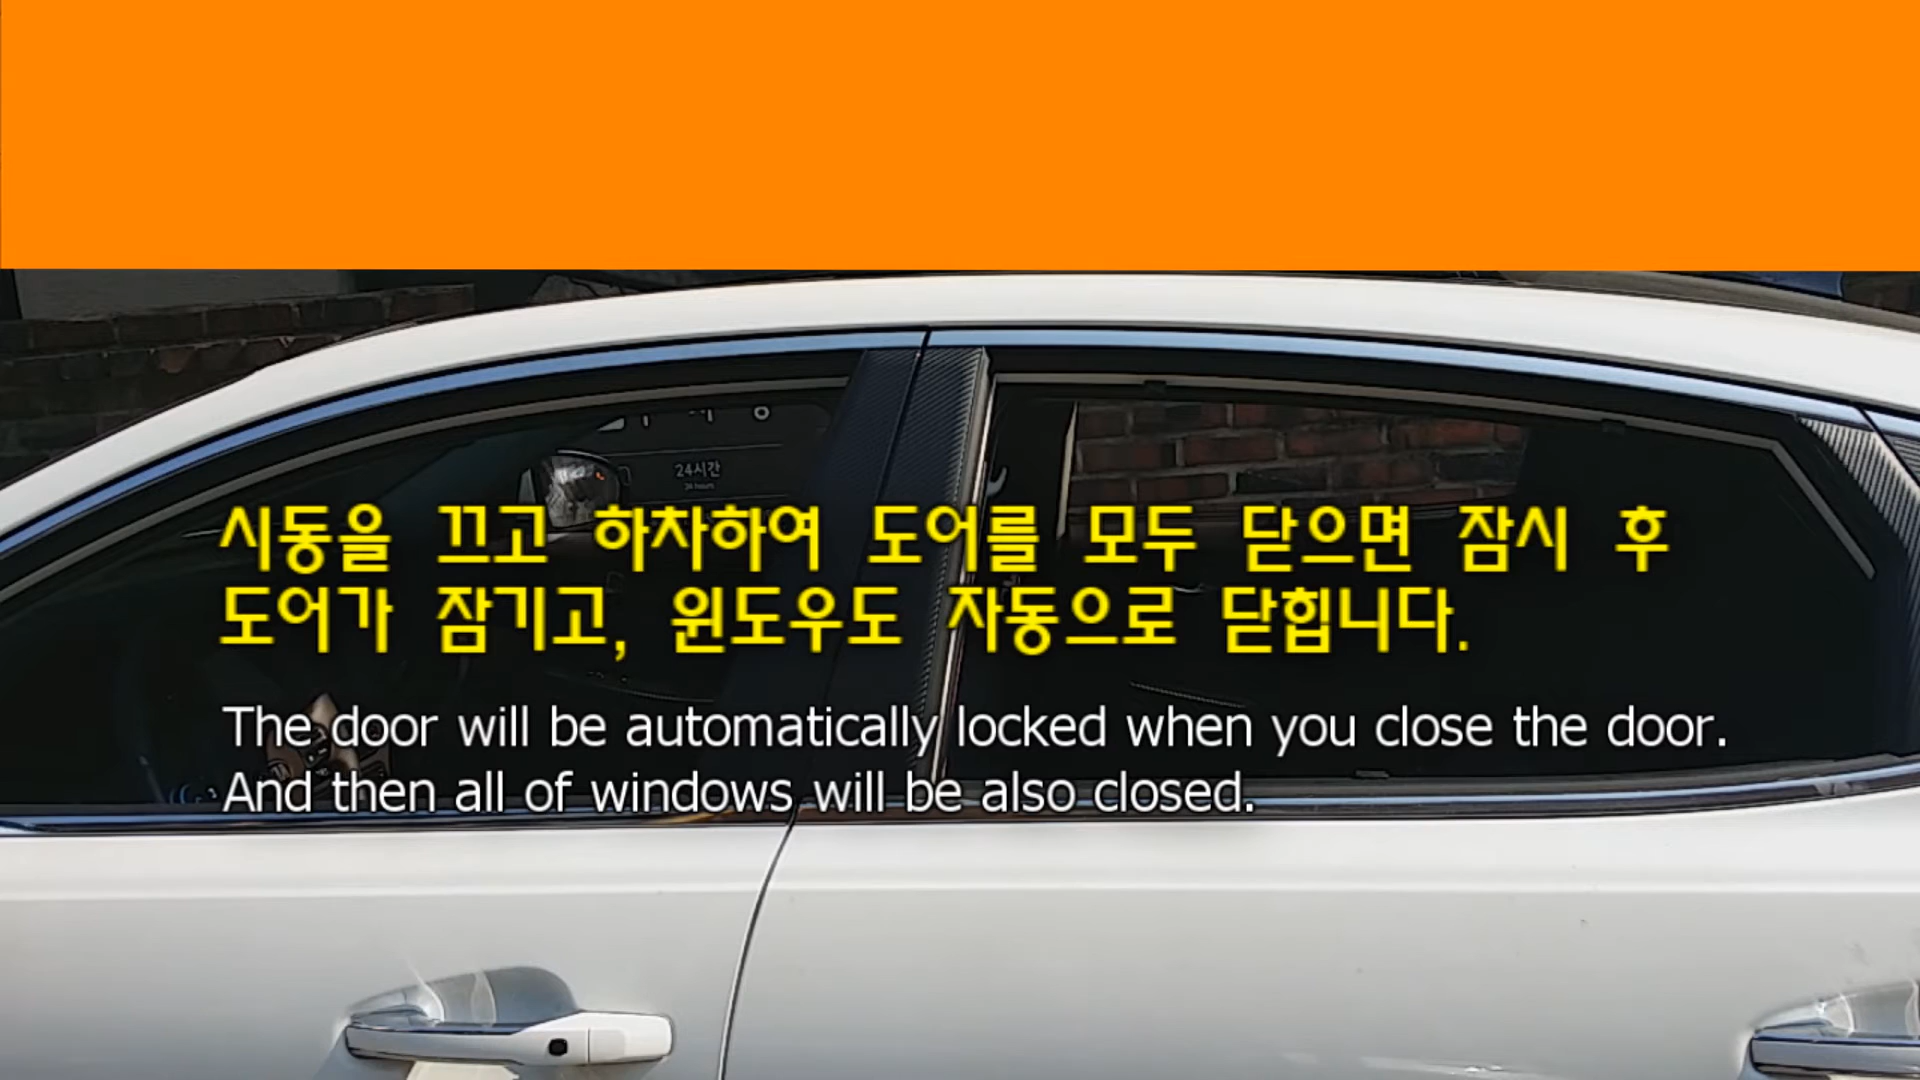 24시간
24 hours
시동을 끄고 하차하여 도어를 모두 닫으면 잠시 후
도어가 잠기고, 윈도우도 자동으로 닫힙니다.
The door will be automatically locked when you close the door.
And then all of windows will be also closed.